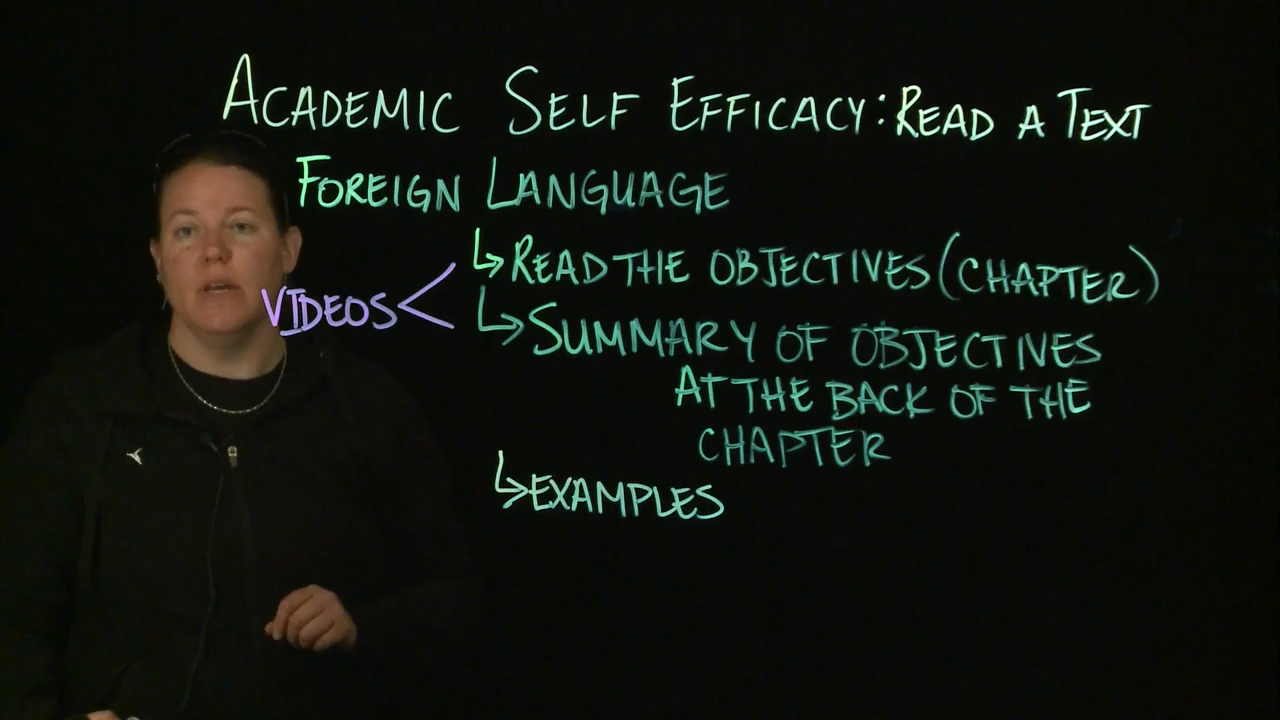 ACADEMIC SELF EFFICACY: READ A TEXT
FOREIGN LANGUAGE
↳ READ THE OBJECTIVES (CHAPTER)
VIDEOS <
↳ SUMMARY OF OBJECTIVES
AT THE BACK OF THE
CHAPTER
↳ EXAMPLES